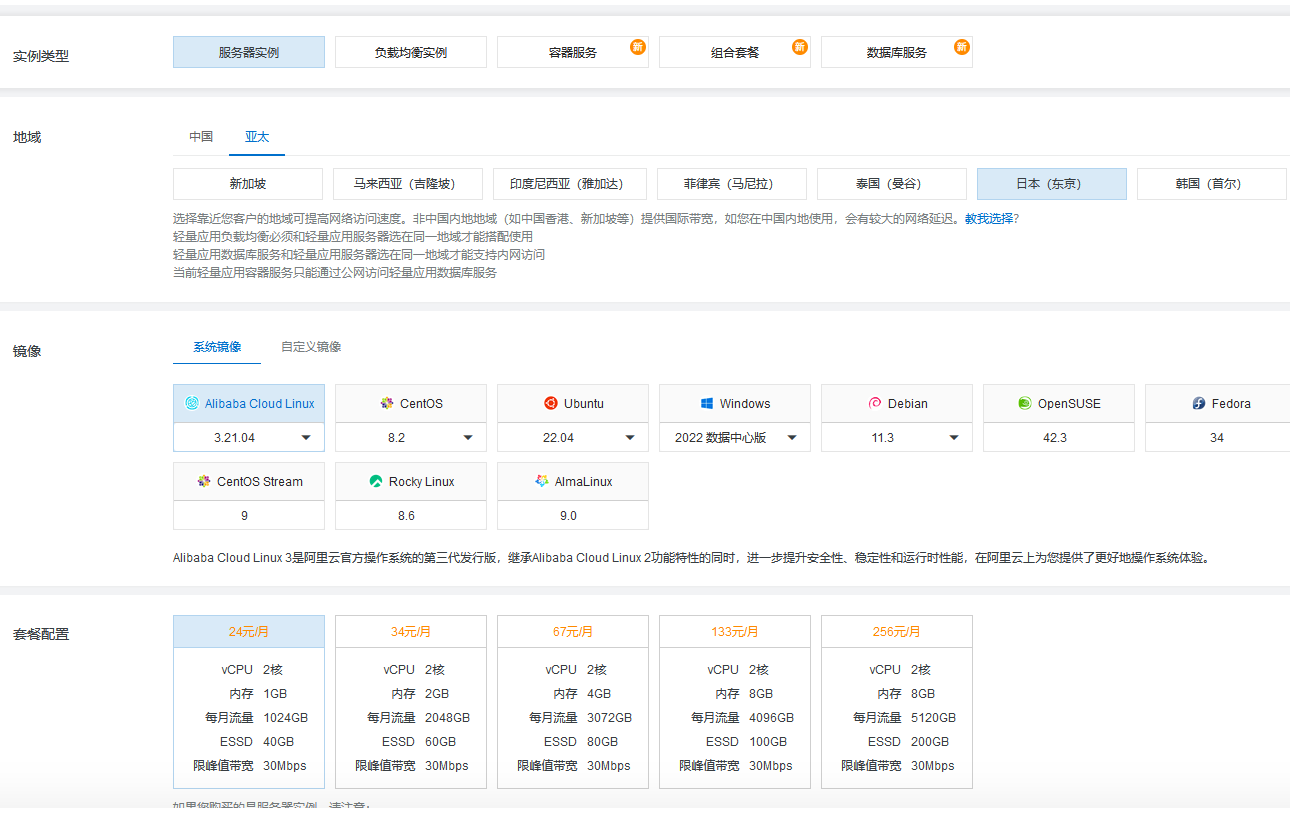 实例类型
服务器实例 负载均衡实例 容器服务 新 组合套餐 新 数据库服务 新
地域
中国 亚太
新加坡 马来西亚（吉隆坡） 印度尼西亚（雅加达） 菲律宾（马尼拉） 泰国（曼谷） 日本（东京） 韩国（首尔）
选择靠近您客户的地域可提高网络访问速度。非中国内地地域（如中国香港、新加坡等）提供国际带宽，如您在中国内地使用，会有较大的网络延迟。教我选择?
轻量应用负载均衡必须和轻量应用服务器选在同一地域才能搭配使用
轻量应用数据库服务和轻量应用服务器选在同一地域才能支持内网访问
当前轻量应用容器服务只能通过公网访问轻量应用数据库服务
镜像
系统镜像 自定义镜像
Alibaba Cloud Linux CentOS Ubuntu Windows Debian OpenSUSE Fedora
3.21.04 8.2 22.04 2022 数据中心版 11.3 42.3 34
CentOS Stream Rocky Linux AlmaLinux
9 8.6 9.0
Alibaba Cloud Linux 3是阿里云官方操作系统的第三代发行版，继承Alibaba Cloud Linux 2功能特性的同时，进一步提升安全性、稳定性和运行时性能，在阿里云上为您提供了更好地操作系统体验。
套餐配置
24元/月 34元/月 67元/月 133元/月 256元/月
vCPU 2核 vCPU 2核 vCPU 2核 vCPU 2核 vCPU 2核
内存 1GB 内存 2GB 内存 4GB 内存 8GB 内存 8GB
每月流量 1024GB 每月流量 2048GB 每月流量 3072GB 每月流量 4096GB 每月流量 5120GB
ESSD 40GB ESSD 60GB ESSD 80GB ESSD 100GB ESSD 200GB
限峰值带宽 30Mbps 限峰值带宽 30Mbps 限峰值带宽 30Mbps 限峰值带宽 30Mbps 限峰值带宽 30Mbps
如果您购买的是服务器实例，请注意：